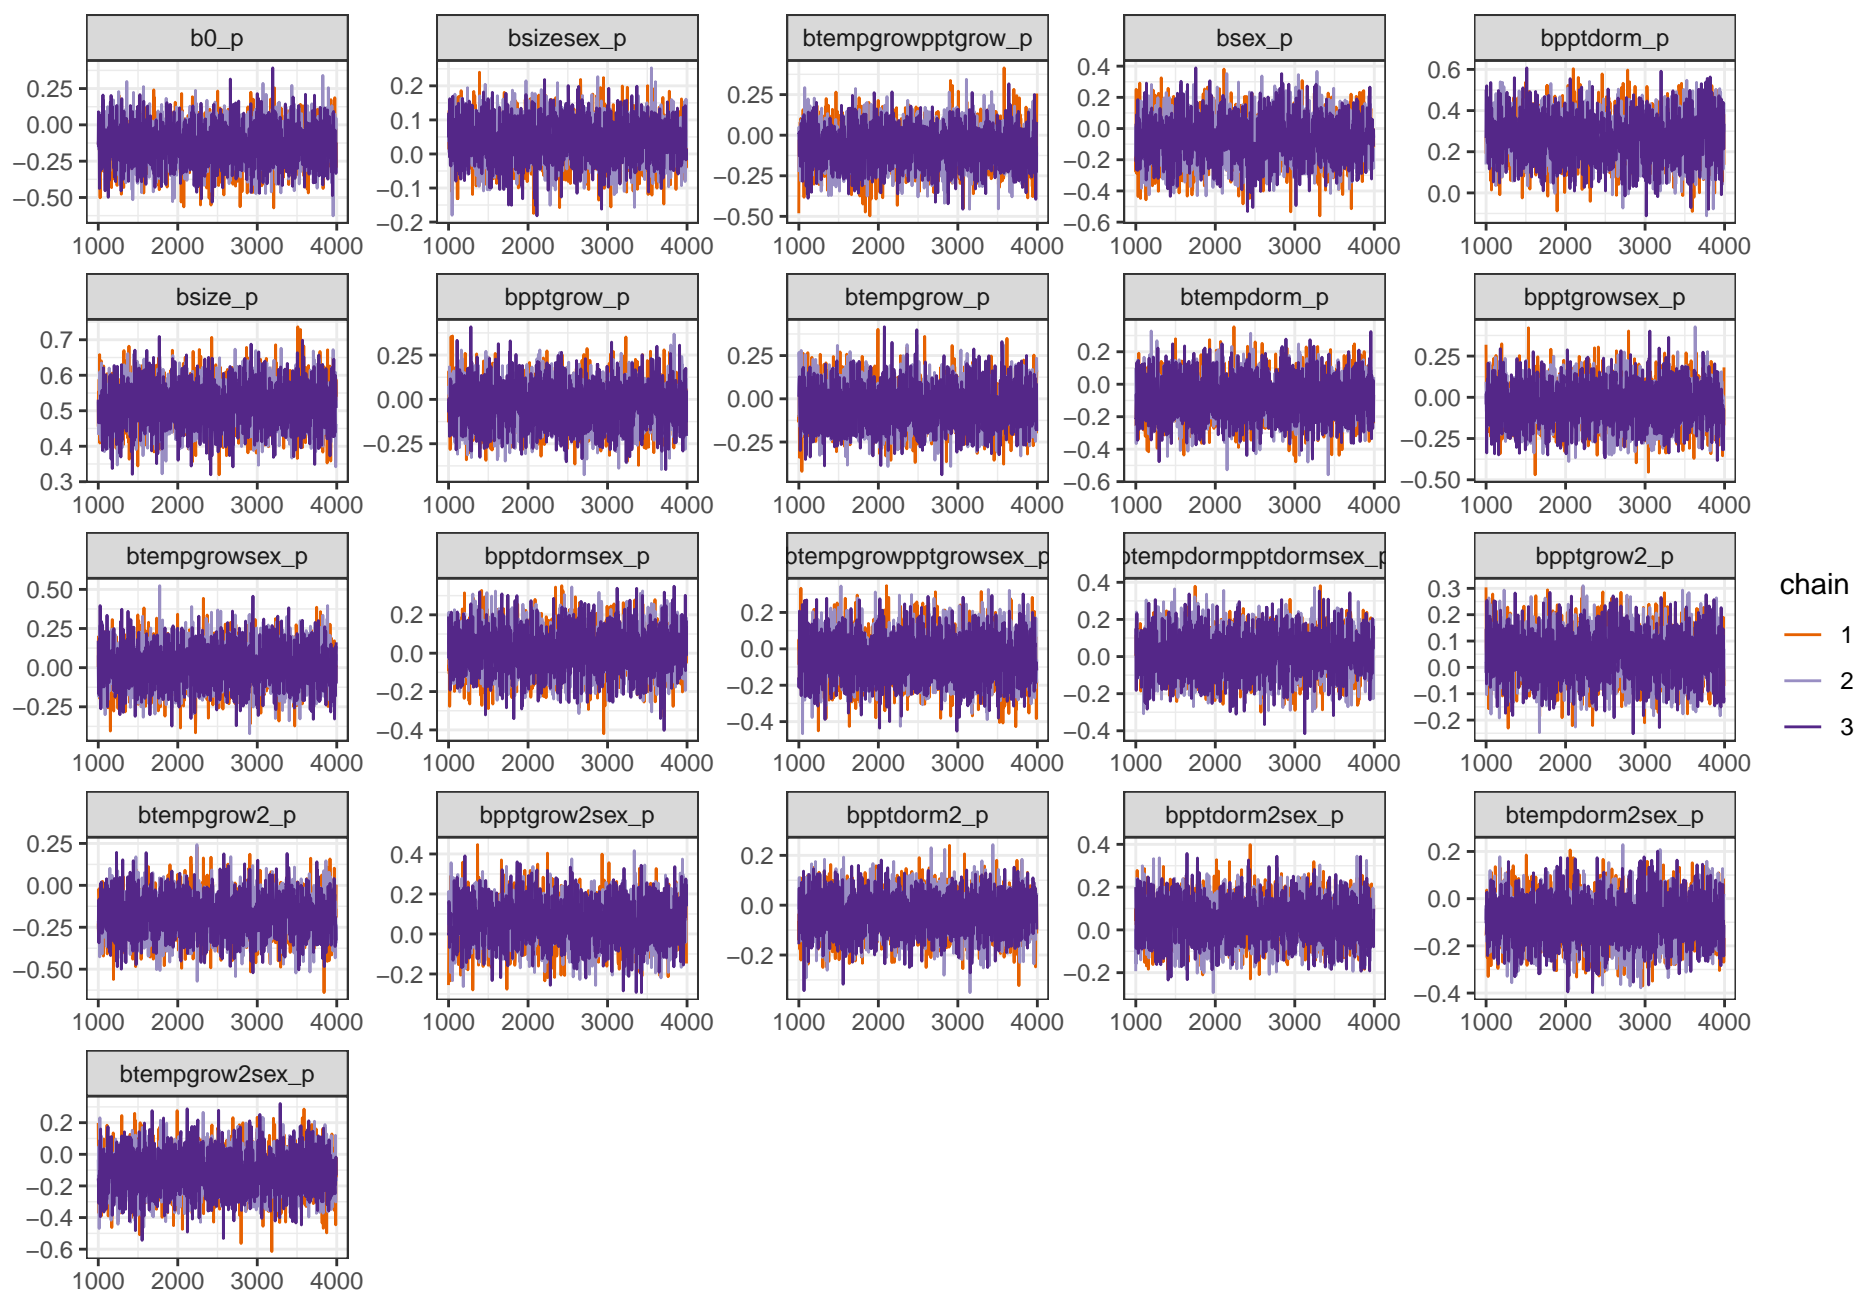 b0_p
0.25
0.00
−0.25
−0.50
1000 2000 3000 4000
bsizesex_p
0.2
0.1
0.0
−0.1
−0.2
1000 2000 3000 4000
btempgrowpptgrow_p
0.25
0.00
−0.25
−0.50
1000 2000 3000 4000
bsex_p
0.4
0.2
0.0
−0.2
−0.4
−0.6
1000 2000 3000 4000
bpptdorm_p
0.6
0.4
0.2
0.0
1000 2000 3000 4000
bsize_p
0.7
0.6
0.5
0.4
0.3
1000 2000 3000 4000
bpptgrow_p
0.25
0.00
−0.25
1000 2000 3000 4000
btempgrow_p
0.25
0.00
−0.25
1000 2000 3000 4000
btempdorm_p
0.2
0.0
−0.2
−0.4
−0.6
1000 2000 3000 4000
bpptgrowsex_p
0.25
0.00
−0.25
−0.50
1000 2000 3000 4000
btempgrowsex_p
0.50
0.25
0.00
−0.25
1000 2000 3000 4000
bpptdormsex_p
0.2
0.0
−0.2
−0.4
1000 2000 3000 4000
btempgrowpptgrowsex_p
0.2
0.0
−0.2
−0.4
1000 2000 3000 4000
btempdormpptdormsex_p
0.4
0.2
0.0
−0.2
−0.4
1000 2000 3000 4000
bpptgrow2_p
0.3
0.2
0.1
0.0
−0.1
−0.2
1000 2000 3000 4000
btempgrow2_p
0.25
0.00
−0.25
−0.50
1000 2000 3000 4000
bpptgrow2sex_p
0.4
0.2
0.0
−0.2
1000 2000 3000 4000
bpptdorm2_p
0.2
0.0
−0.2
1000 2000 3000 4000
bpptdorm2sex_p
0.4
0.2
0.0
−0.2
1000 2000 3000 4000
btempdorm2sex_p
0.2
0.0
−0.2
−0.4
1000 2000 3000 4000
btempgrow2sex_p
0.2
0.0
−0.2
−0.4
−0.6
1000 2000 3000 4000
chain
1
2
3